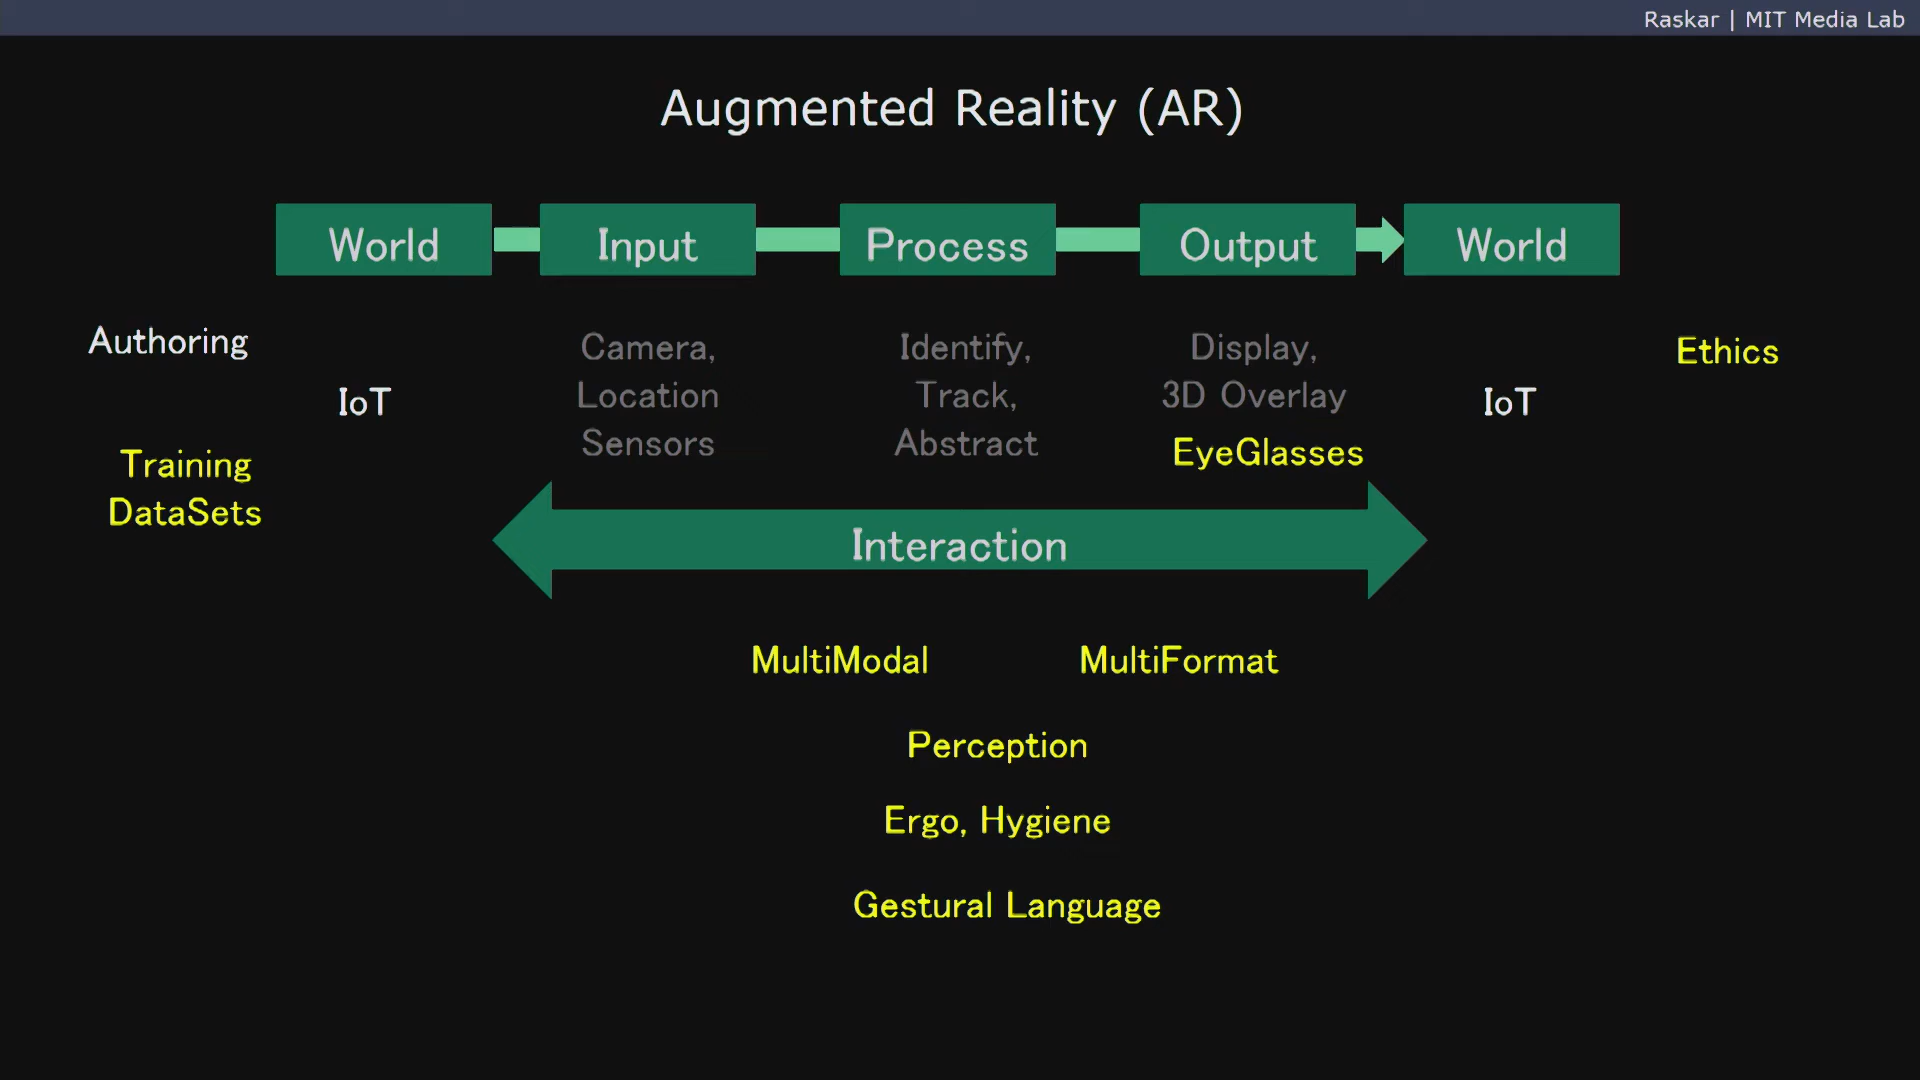 Raskar | MIT Media Lab
Augmented Reality (AR)
World
Input
Process
Output
World
Authoring
IoT
Training
DataSets
Camera,
Location
Sensors
Identify,
Track,
Abstract
Display,
3D Overlay
EyeGlasses
IoT
Ethics
Interaction
MultiModal
MultiFormat
Perception
Ergo, Hygiene
Gestural Language